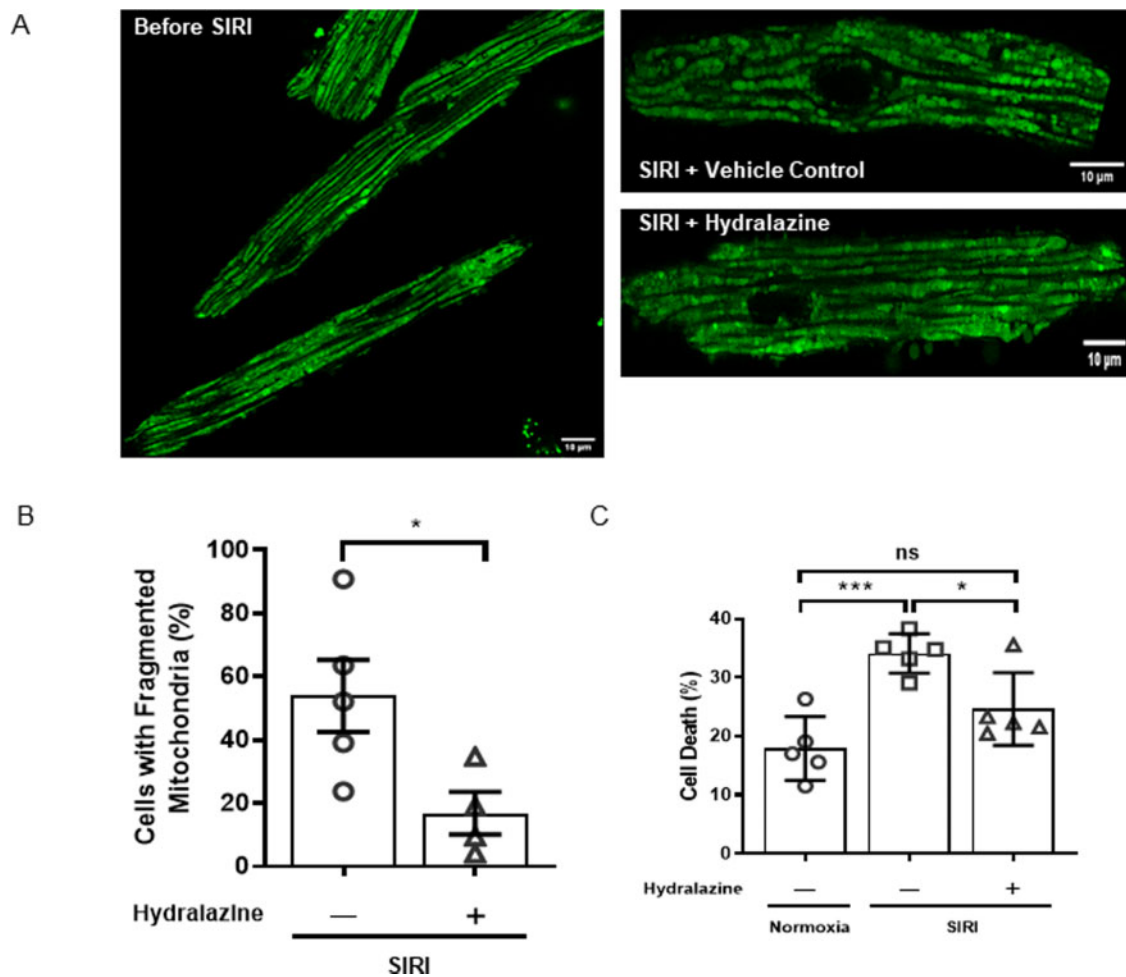 A
Before SIRI
10 µm
SIRI + Vehicle Control
10 µm
SIRI + Hydralazine
10 µm
B
*
Cells with Fragmented
Mitochondria (%)
100
80
60
40
20
0
Hydralazine — +
SIRI
C
ns
*** *
Cell Death (%)
40
30
20
10
0
Hydralazine — — +
Normoxia SIRI